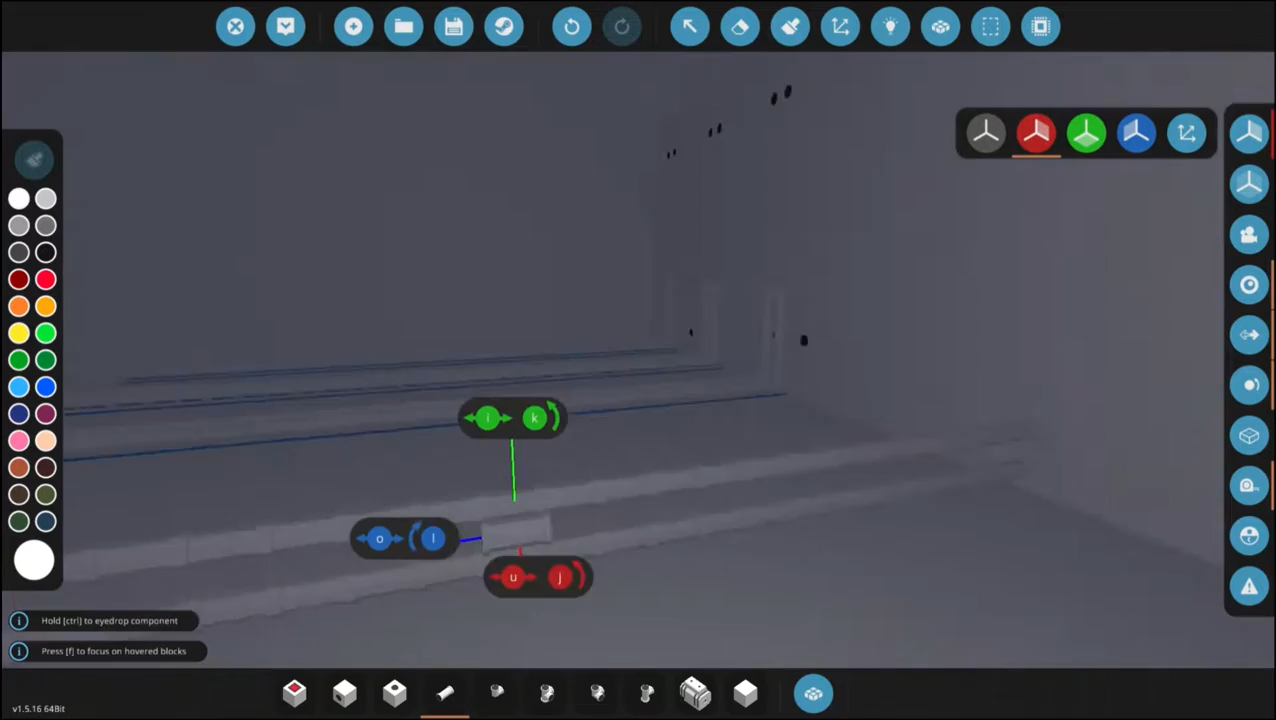 i k
o l
u j
Hold [ctrl] to eyedrop component
Press [f] to focus on hovered blocks
v1.5.16 64Bit